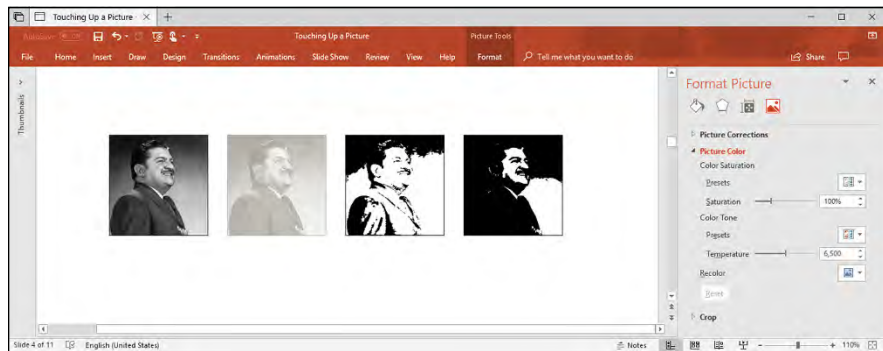 Touching Up a Picture
Touching Up a Picture
Picture Tools
File Home Insert Draw Design Transitions Animations Slide Show Review View Help Format Tell me what you want to do Share
Thumbnails
Format Picture
Picture Corrections
Picture Color
Color Saturation
Presets
Saturation 100%
Color Tone
Presets
Temperature 6,500
Recolor
Reset
Crop
Slide 4 of 11 English (United States) Notes 110%